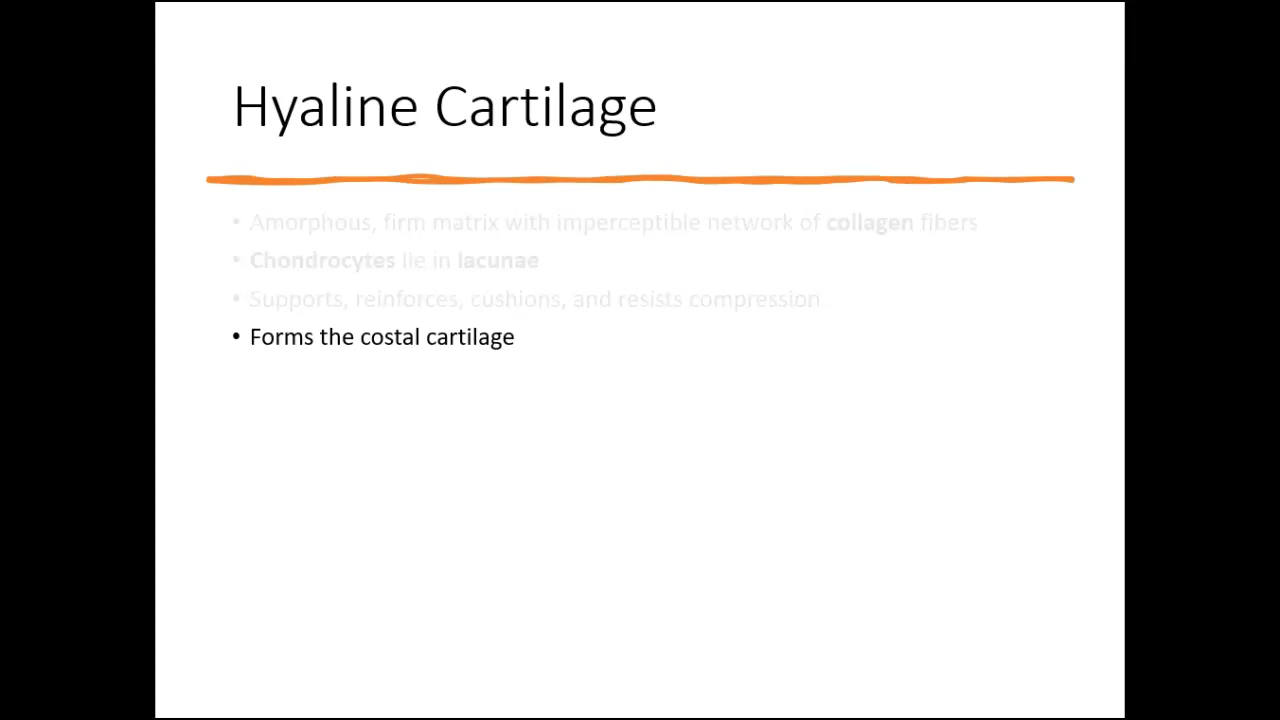 Hyaline Cartilage
• Amorphous, firm matrix with imperceptible network of collagen fibers
• Chondrocytes lie in lacunae
• Supports, reinforces, cushions, and resists compression
• Forms the costal cartilage